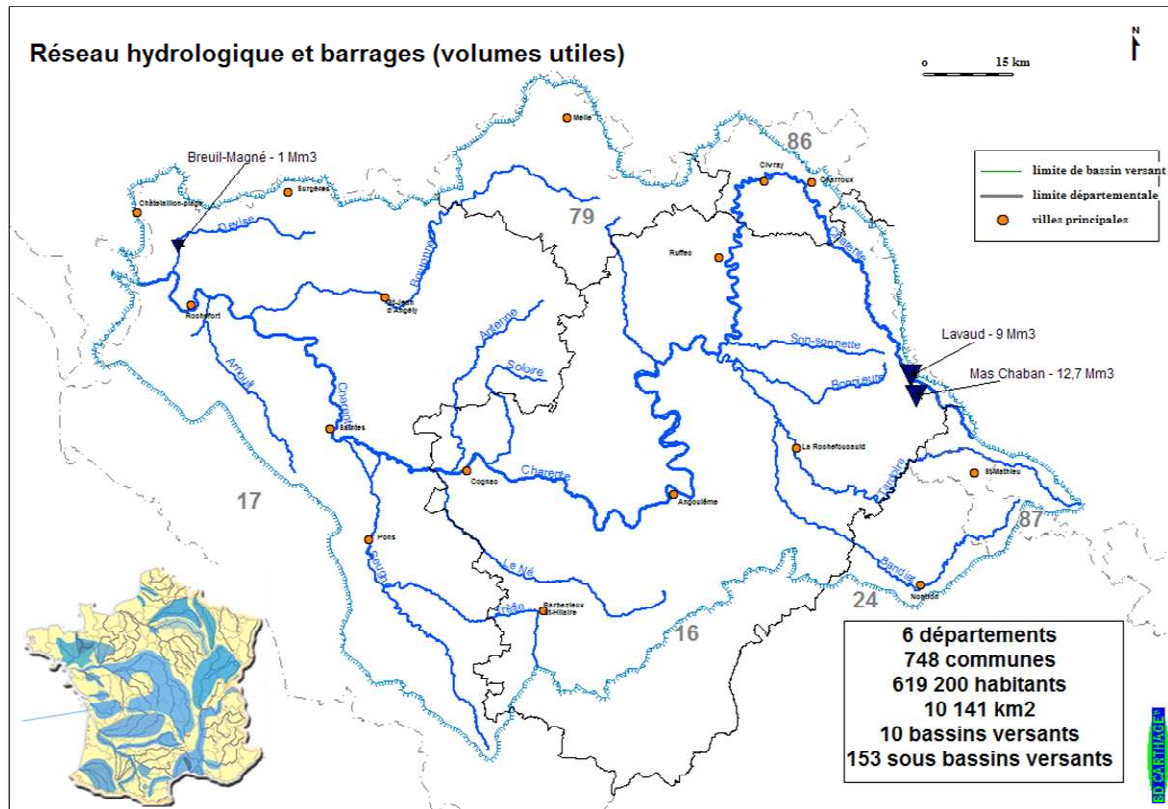 Réseau hydrologique et barrages (volumes utiles)
N
0
15 km
Melle
86
Breuil-Magné - 1 Mm3
Civray
Charroux
limite de bassin versant
Surgères
limite départementale
Châtelaillon-plage
villes principales
79
Devise
Boutonne
Charente
Ruffec
St-Jean
d'Angély
Rochefort
Antenne
Son-sonnette
Lavaud - 9 Mm3
Arnoult
Soloire
Bonnieure
Mas Chaban - 12,7 Mm3
Charente
Saintes
La Rochefoucauld
Cognac
Charente
Tardoire
St-Mathieu
17
Angoulême
87
Pons
Seugne
Le Né
Bandiat
Nontron
Trèfle
Barbezieux
St-Hilaire
24
16
6 départements
748 communes
619 200 habitants
10 141 km2
10 bassins versants
153 sous bassins versants
BD CARTHAGE